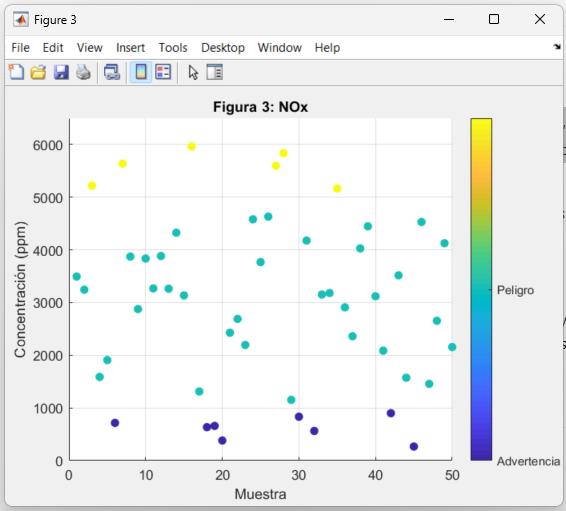 Figure 3
File Edit View Insert Tools Desktop Window Help
Figura 3: NOx
6000
5000
4000
3000
2000
1000
0
Concentración (ppm)
0 10 20 30 40 50
Muestra
Peligro
Advertencia